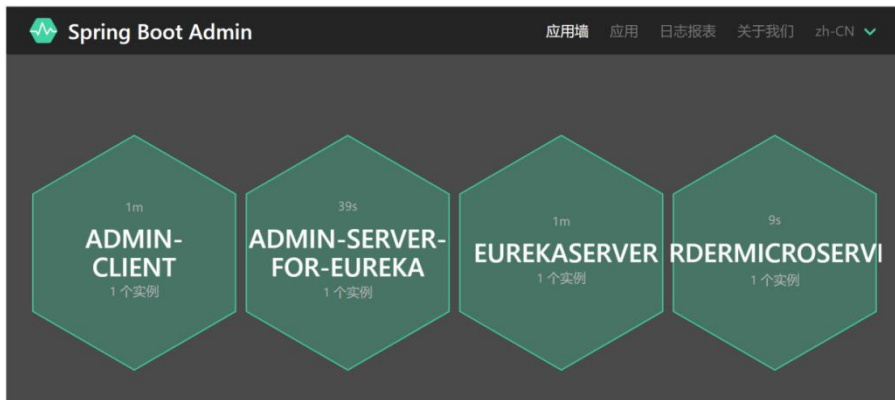 Spring Boot Admin
应用墙 应用 日志报表 关于我们 zh-CN
1m
ADMIN-
CLIENT
1 个实例
39s
ADMIN-SERVER-
FOR-EUREKA
1 个实例
1m
EUREKASERVER
1 个实例
9s
RDERMICROSERVI
1 个实例